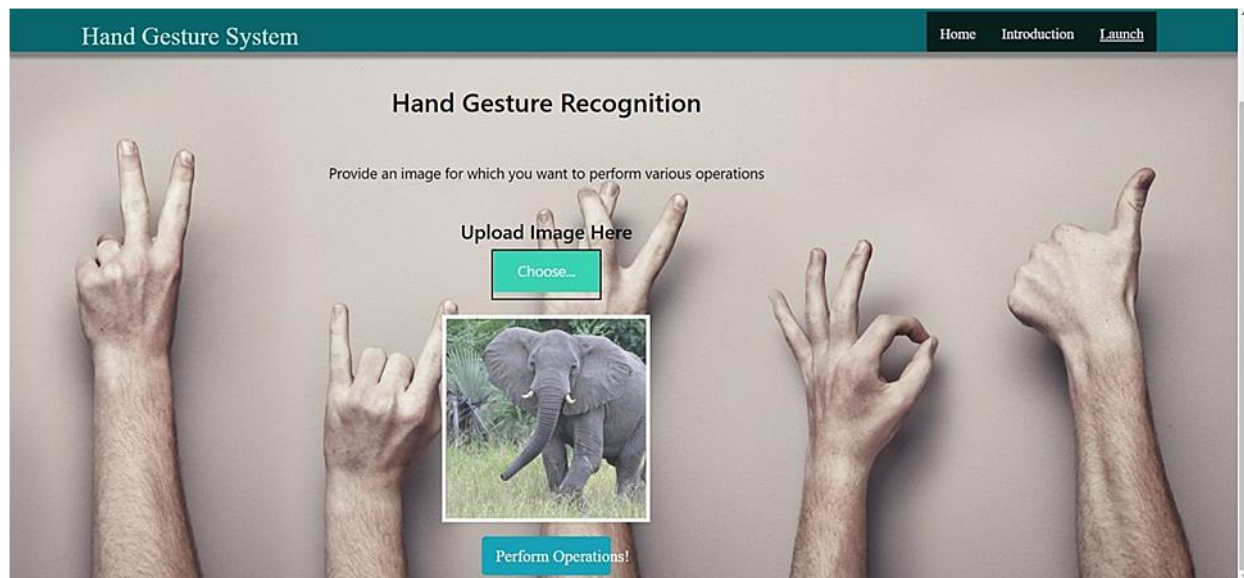 Hand Gesture System
Home Introduction Launch
Hand Gesture Recognition
Provide an image for which you want to perform various operations
Upload Image Here
Choose...
Perform Operations!